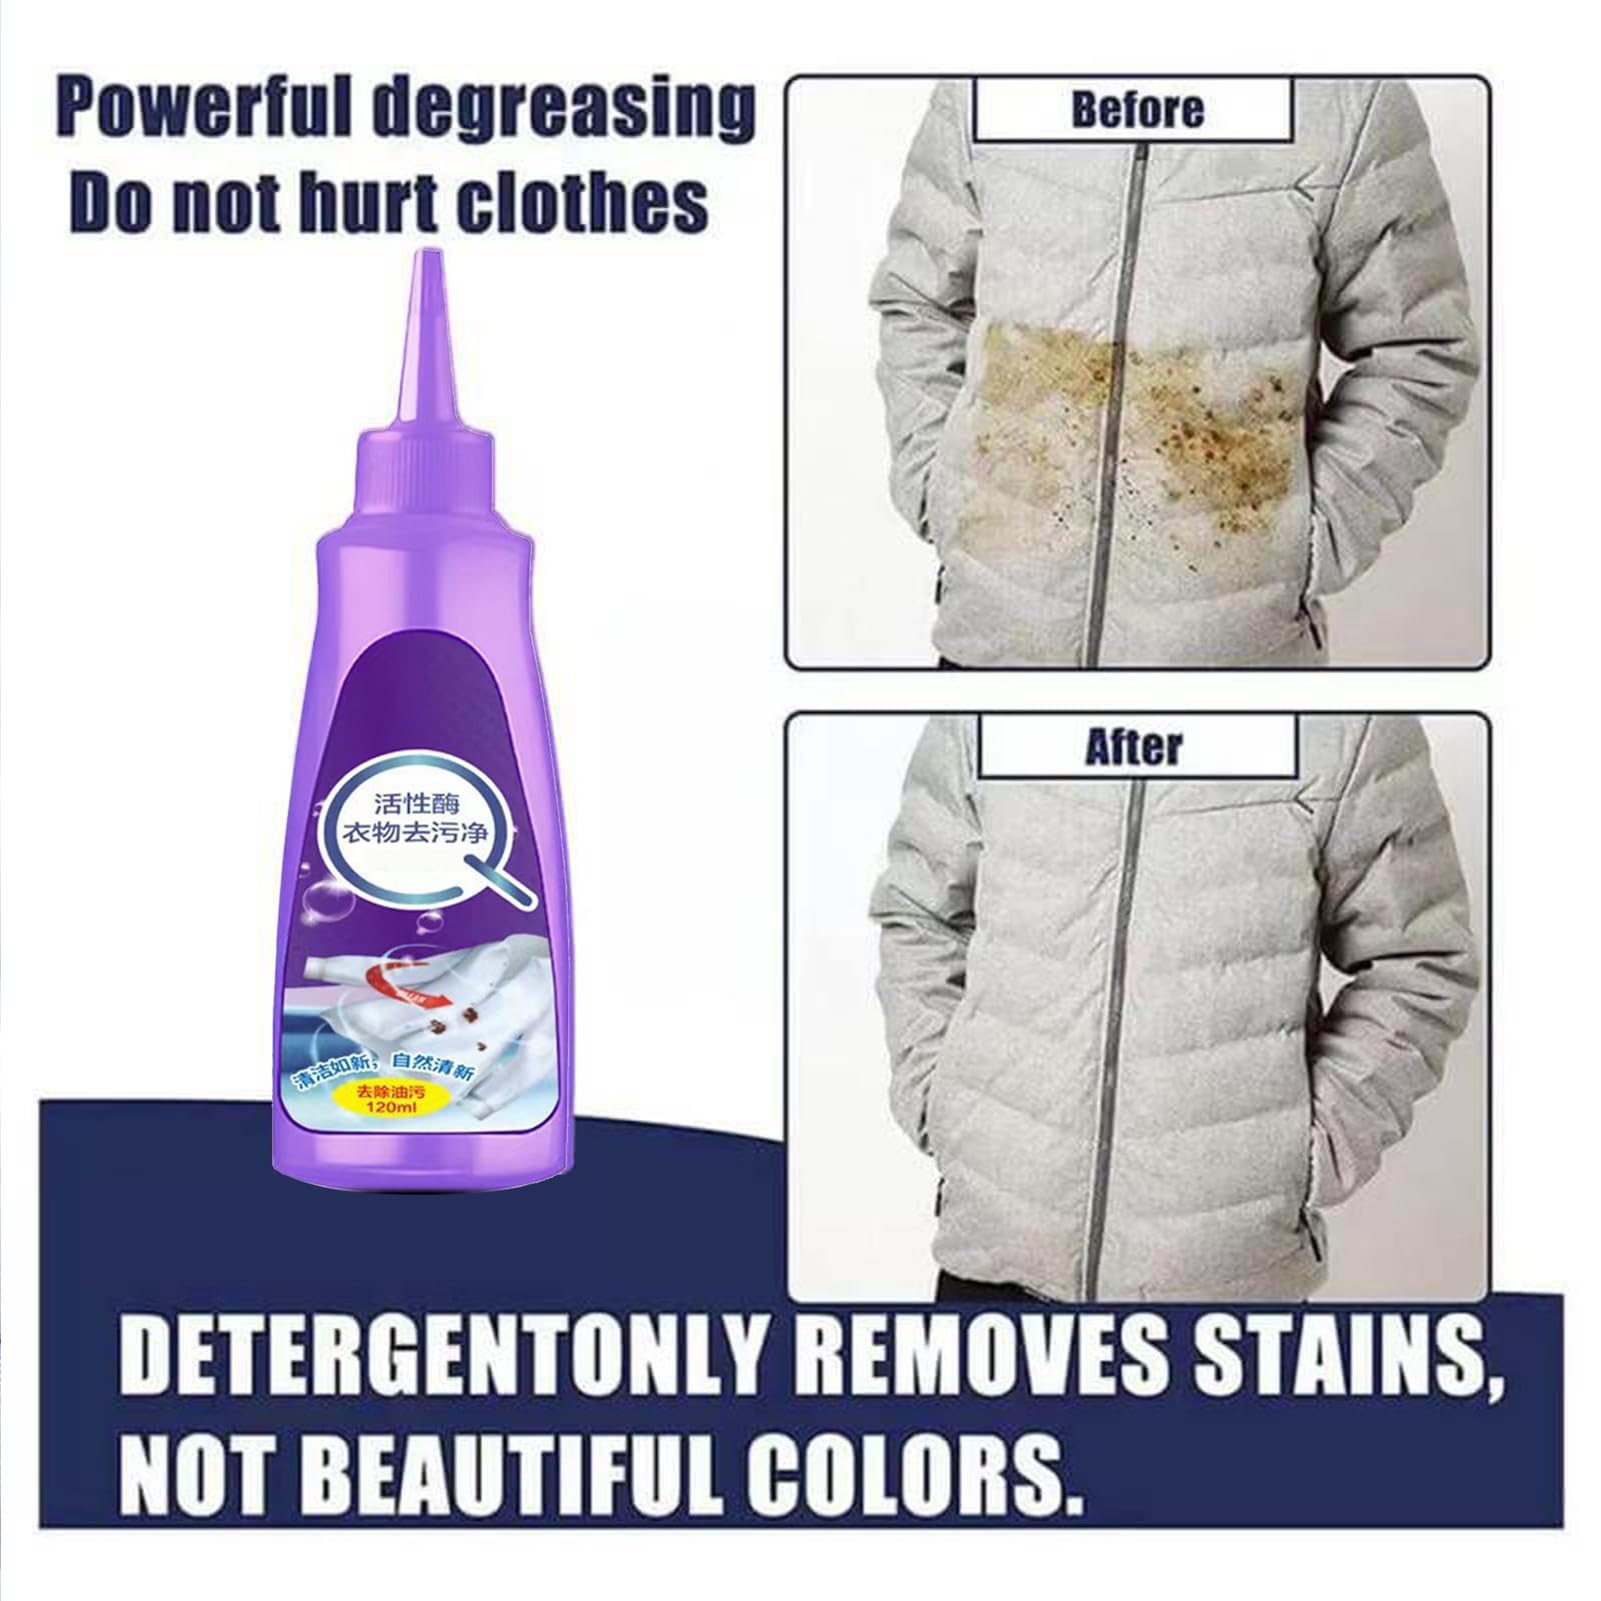 Powerful degreasing
Do not hurt clothes
Before
After
活性酶
衣物去污净
清洁如新，自然清新
去除油污
120ml
DETERGENTONLY REMOVES STAINS,
NOT BEAUTIFUL COLORS.